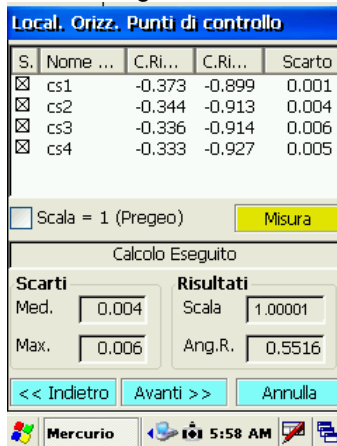 Local. Orizz. Punti di controllo
S. Nome ... C.Ri... C.Ri... Scarto
cs1 -0.373 -0.899 0.001
cs2 -0.344 -0.913 0.004
cs3 -0.336 -0.914 0.006
cs4 -0.333 -0.927 0.005
Scala = 1 (Pregeo) Misura
Calcolo Eseguito
Scarti Risultati
Med. 0.004 Scala 1.00001
Max. 0.006 Ang.R. 0.5516
<< Indietro Avanti >> Annulla
Mercurio 5:58 AM